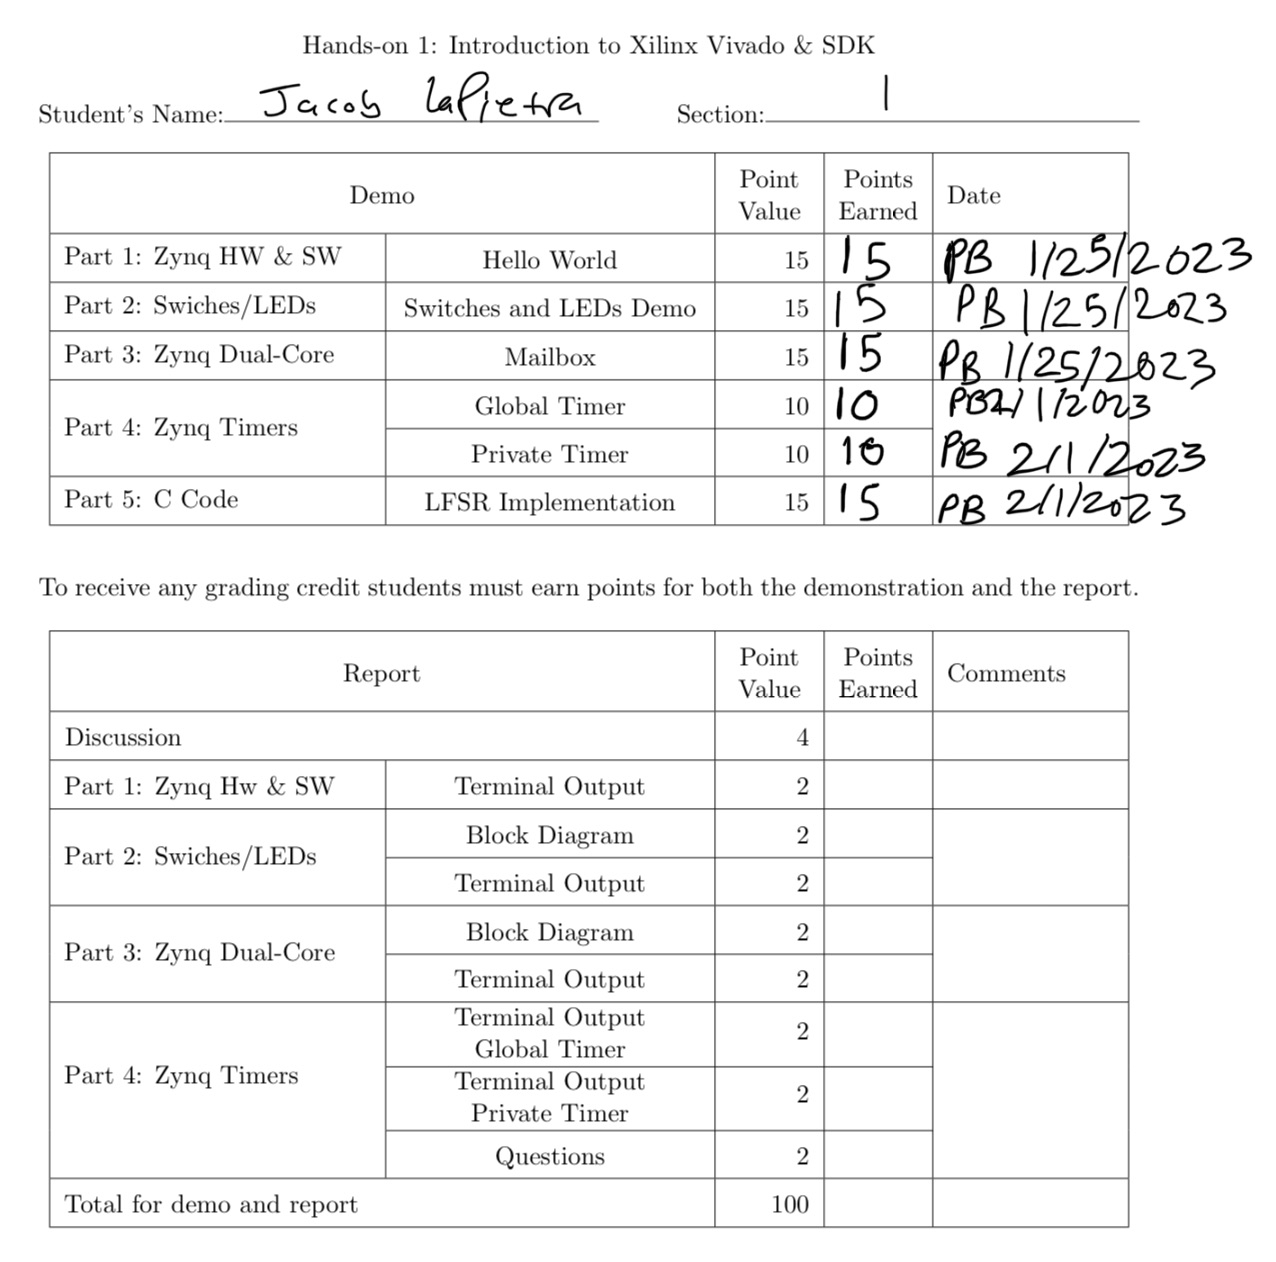 Hands-on 1: Introduction to Xilinx Vivado & SDK
Student's Name: Jacob LaPietra Section: 1
Demo Point Value Points Earned Date
Part 1: Zynq HW & SW Hello World 15 15 PB 1/25/2023
Part 2: Swiches/LEDs Switches and LEDs Demo 15 15 PB 1/25/2023
Part 3: Zynq Dual-Core Mailbox 15 15 PB 1/25/2023
Part 4: Zynq Timers Global Timer 10 10 PB 2/1/2023
Private Timer 10 10 PB 2/1/2023
Part 5: C Code LFSR Implementation 15 15 PB 2/1/2023
To receive any grading credit students must earn points for both the demonstration and the report.
Report Point Value Points Earned Comments
Discussion 4
Part 1: Zynq Hw & SW Terminal Output 2
Part 2: Swiches/LEDs Block Diagram 2
Terminal Output 2
Part 3: Zynq Dual-Core Block Diagram 2
Terminal Output 2
Part 4: Zynq Timers Terminal Output Global Timer 2
Terminal Output Private Timer 2
Questions 2
Total for demo and report 100